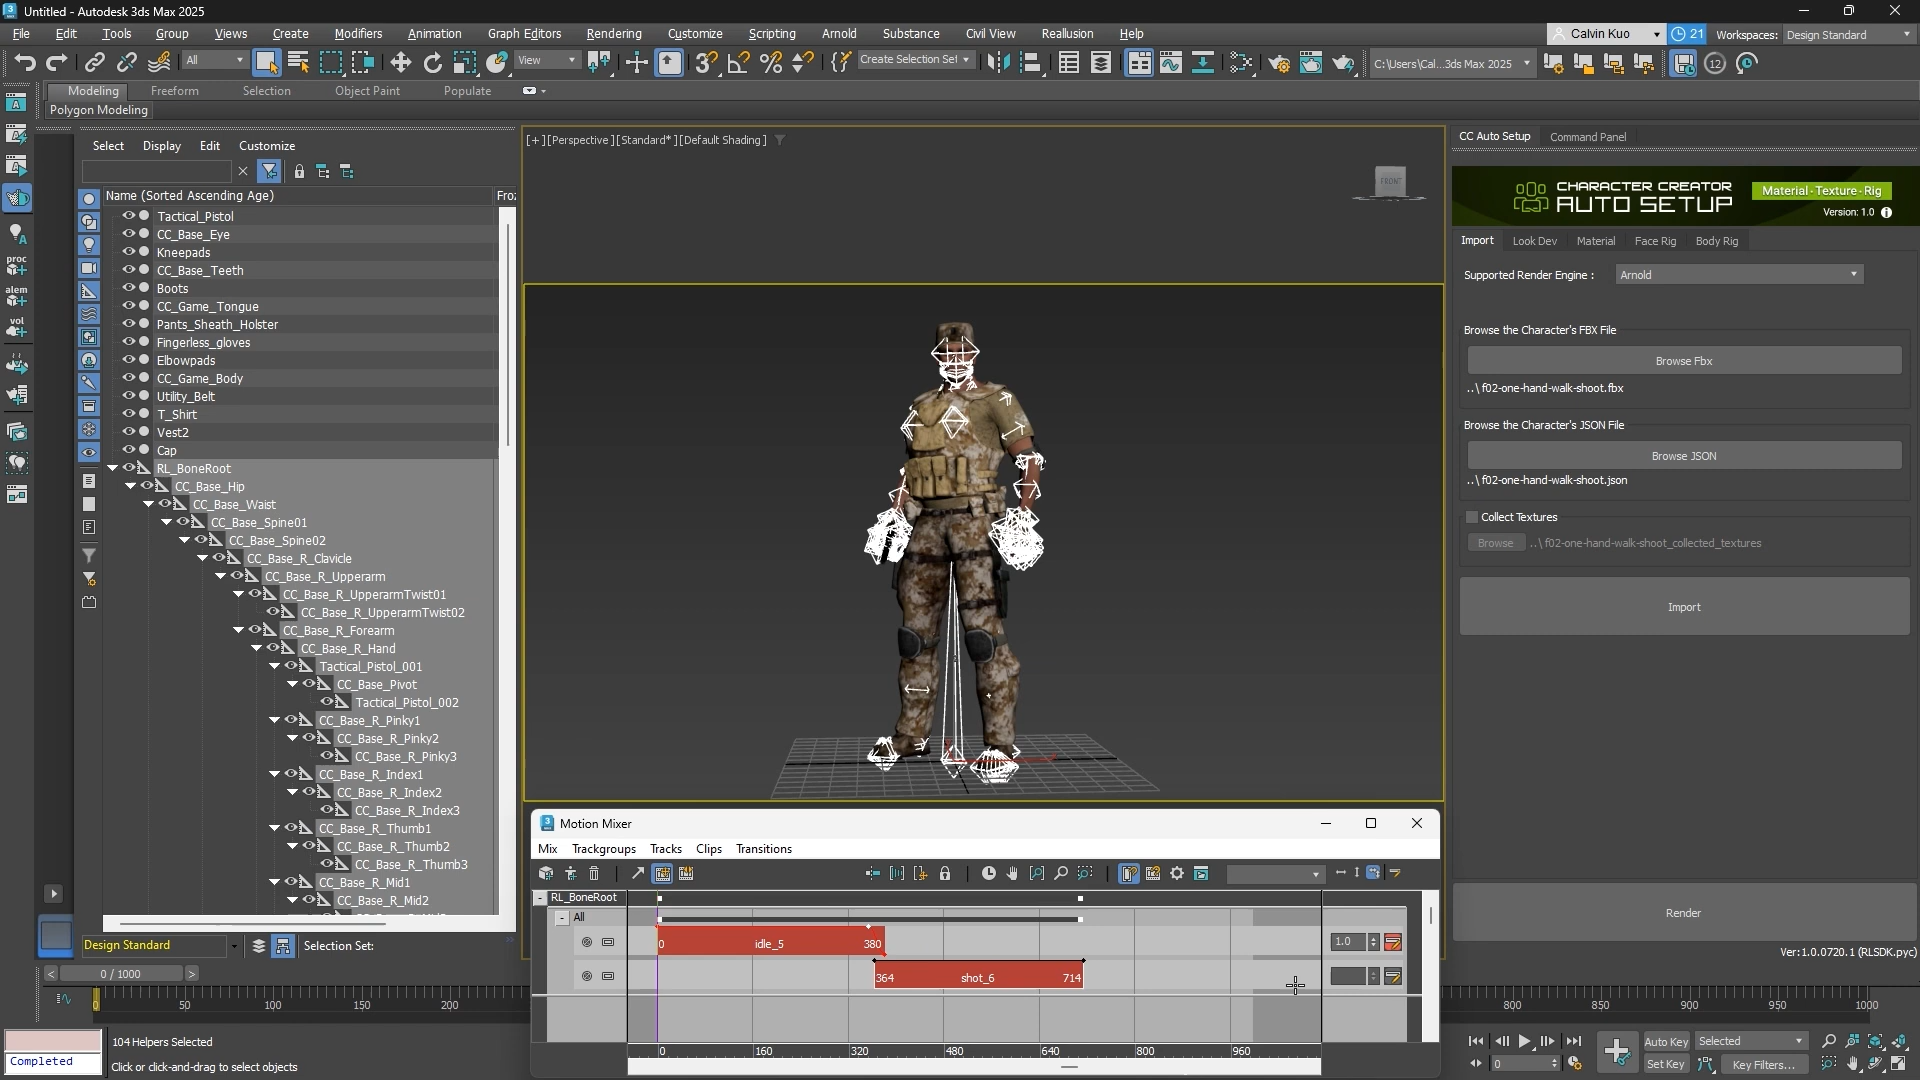 Untitled - Autodesk 3ds Max 2025
File Edit Tools Group Views Create Modifiers Animation Graph Editors Rendering Customize Scripting Arnold Substance Civil View Reallusion Help
Calvin Kuo 21 Workspaces: Design Standard
All View Create Selection Set C:\Users\Cal...3ds Max 2025 12
Modeling Freeform Selection Object Paint Populate
Polygon Modeling
Select Display Edit Customize
Name (Sorted Ascending Age) Froz
Tactical_Pistol
CC_Base_Eye
Kneepads
CC_Base_Teeth
Boots
CC_Game_Tongue
Pants_Sheath_Holster
Fingerless_gloves
Elbowpads
CC_Game_Body
Utility_Belt
T_Shirt
Vest2
Cap
RL_BoneRoot
CC_Base_Hip
CC_Base_Waist
CC_Base_Spine01
CC_Base_Spine02
CC_Base_R_Clavicle
CC_Base_R_Upperarm
CC_Base_R_UpperarmTwist01
CC_Base_R_UpperarmTwist02
CC_Base_R_Forearm
CC_Base_R_Hand
Tactical_Pistol_001
CC_Base_Pivot
Tactical_Pistol_002
CC_Base_R_Pinky1
CC_Base_R_Pinky2
CC_Base_R_Pinky3
CC_Base_R_Index1
CC_Base_R_Index2
CC_Base_R_Index3
CC_Base_R_Thumb1
CC_Base_R_Thumb2
CC_Base_R_Thumb3
CC_Base_R_Mid1
CC_Base_R_Mid2
proc
alem
vol
[+][Perspective][Standard*][Default Shading]
FRONT
CC Auto Setup Command Panel
CHARACTER CREATOR
AUTO SETUP
Material·Texture·Rig
Version: 1.0
Import Look Dev Material Face Rig Body Rig
Supported Render Engine : Arnold
Browse the Character's FBX File
Browse Fbx
..\f02-one-hand-walk-shoot.fbx
Browse the Character's JSON File
Browse JSON
..\f02-one-hand-walk-shoot.json
Collect Textures
Browse ..\f02-one-hand-walk-shoot_collected_textures
Import
Render
Ver:1.0.0720.1 (RLSDK.pyc)
Motion Mixer
Mix Trackgroups Tracks Clips Transitions
RL_BoneRoot
All
0 idle_5 380 1.0
364 shot_6 714
0 160 320 480 640 800 960
Design Standard Selection Set:
0 / 1000
0 50 100 150 200 800 850 900 950 1000
104 Helpers Selected
Completed
Click or click-and-drag to select objects
Auto Key Selected
0 Set Key Key Filters...